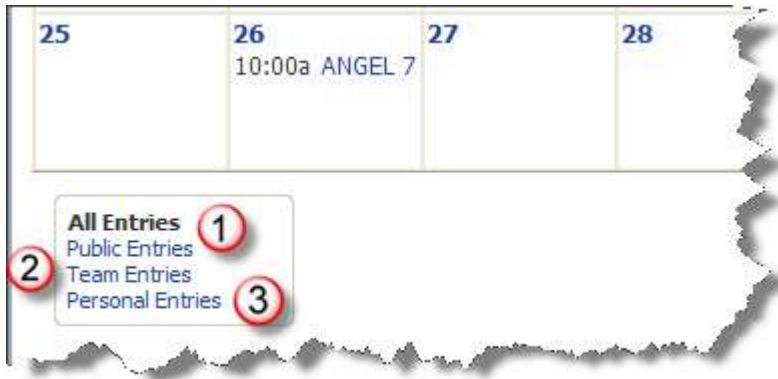 25 26 27 28
10:00a ANGEL 7
All Entries 1
Public Entries
2 Team Entries
Personal Entries 3